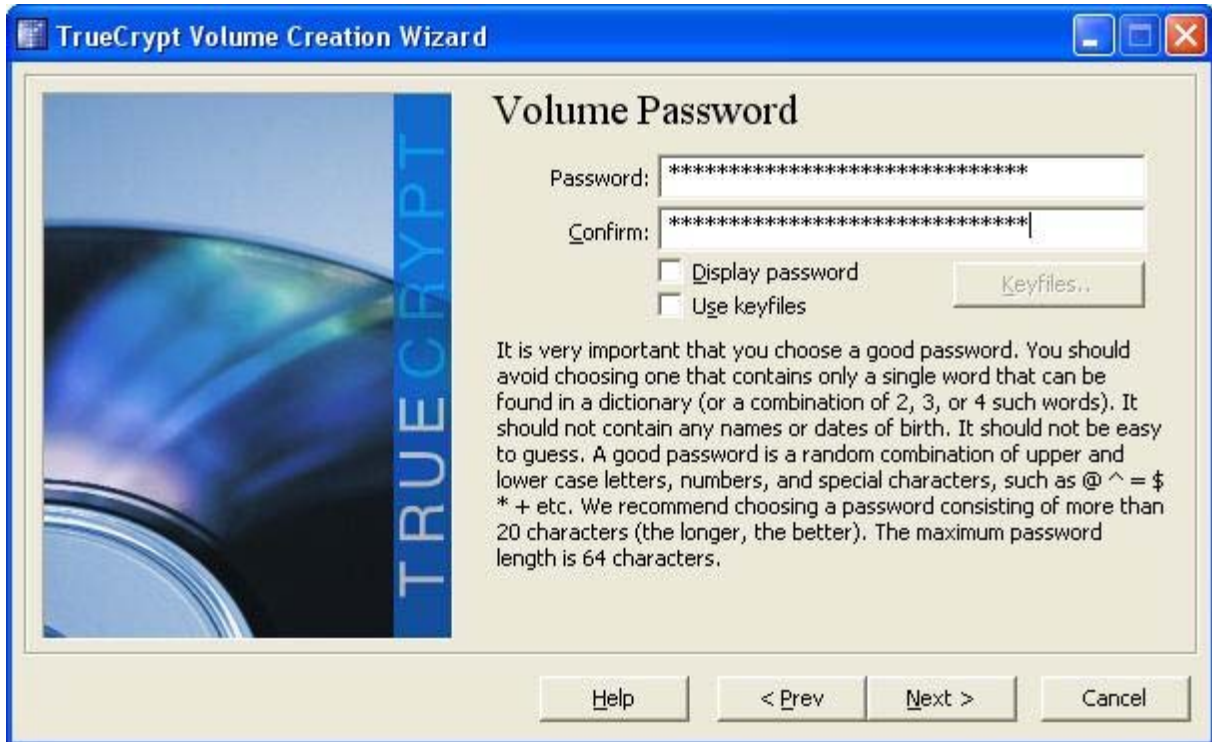 TrueCrypt Volume Creation Wizard
TRUECRYPT
Volume Password
Password: ******************************
Confirm: ******************************
Display password
Keyfiles..
Use keyfiles
It is very important that you choose a good password. You should
avoid choosing one that contains only a single word that can be
found in a dictionary (or a combination of 2, 3, or 4 such words). It
should not contain any names or dates of birth. It should not be easy
to guess. A good password is a random combination of upper and
lower case letters, numbers, and special characters, such as @ ^ = $
* + etc. We recommend choosing a password consisting of more than
20 characters (the longer, the better). The maximum password
length is 64 characters.
Help
< Prev
Next >
Cancel